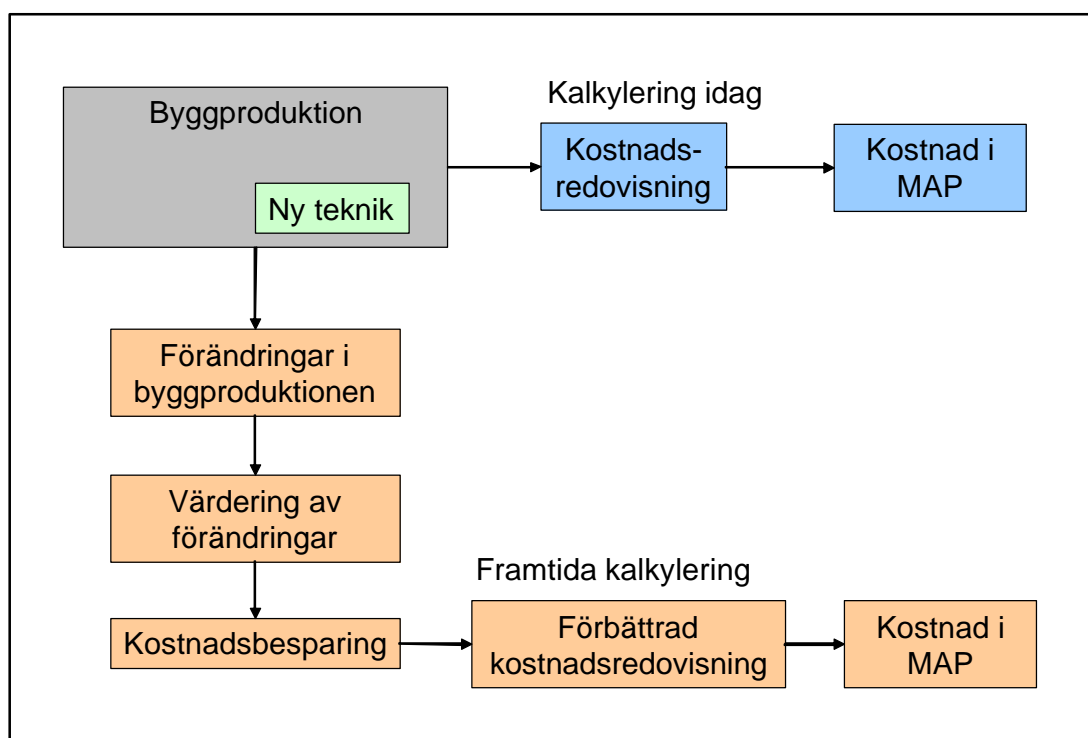 Kalkylering idag
Byggproduktion
Ny teknik
Kostnads-
redovisning
Kostnad i
MAP
Förändringar i
byggproduktionen
Värdering av
förändringar
Kostnadsbesparing
Framtida kalkylering
Förbättrad
kostnadsredovisning
Kostnad i
MAP